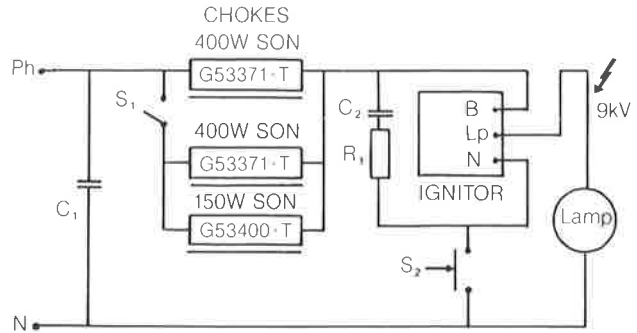 CHOKES
400W SON
Ph
G53371·T
S₁
C₂
B
9kV
Lp
400W SON
G53371·T
R₁
N
IGNITOR
C₁
150W SON
G53400·T
Lamp
S₂
N